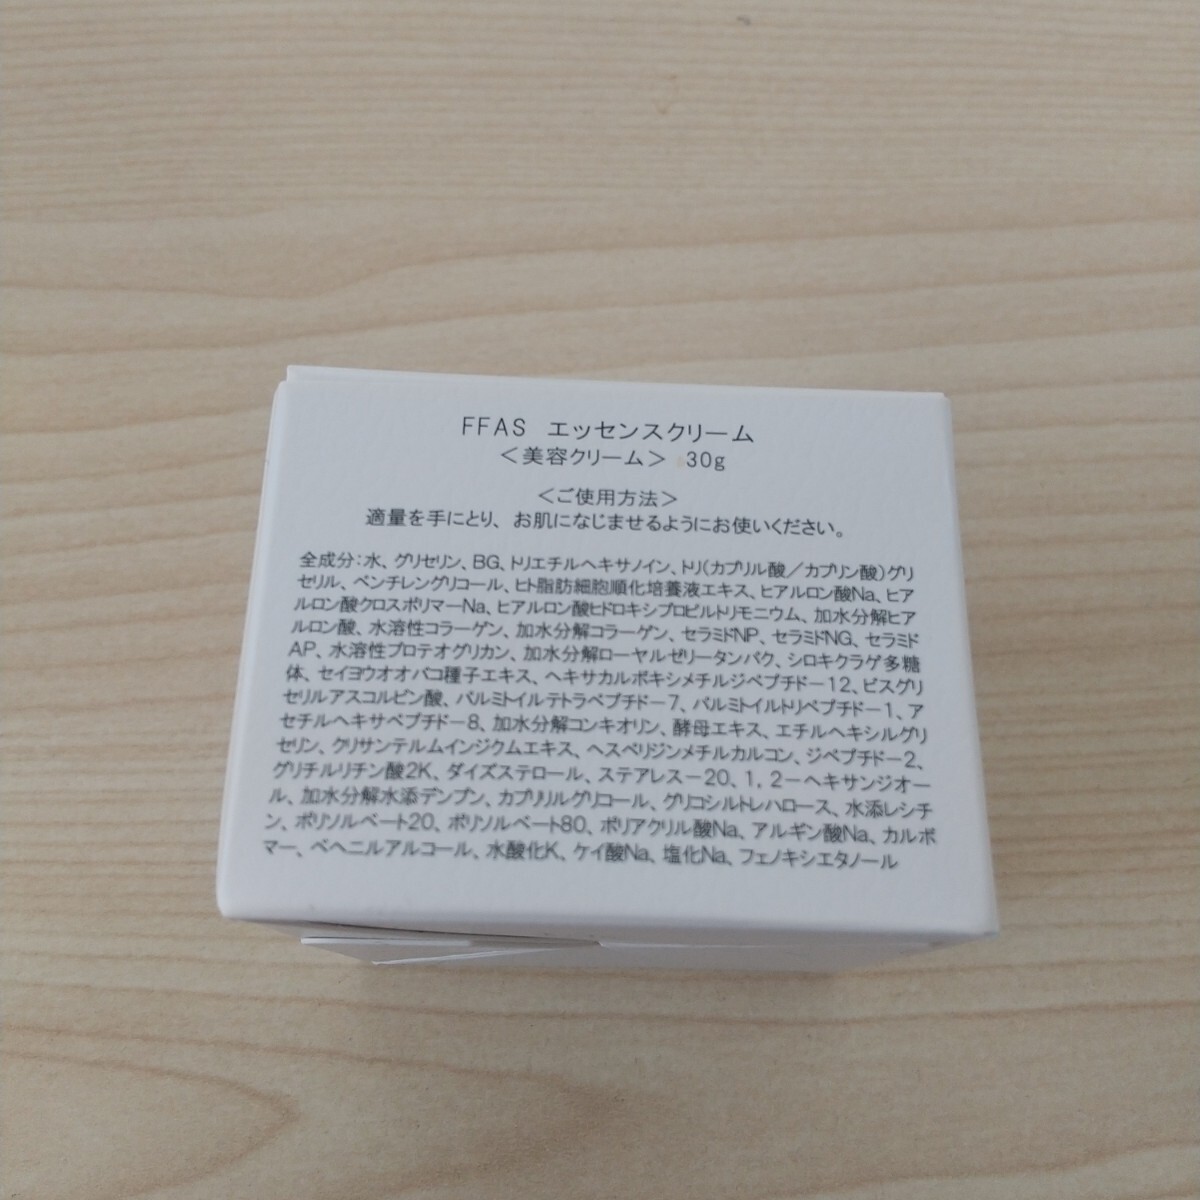 FFAS エッセンスクリーム
＜美容クリーム＞ 30g
＜ご使用方法＞
適量を手にとり、お肌になじませるようにお使いください。
全成分：水、グリセリン、BG、トリエチルヘキサノイン、トリ(カプリル酸／カプリン酸)グリ
セリル、ペンチレングリコール、ヒト脂肪細胞順化培養液エキス、ヒアルロン酸Na、ヒア
ルロン酸クロスポリマーNa、ヒアルロン酸ヒドロキシプロピルトリモニウム、加水分解ヒア
ルロン酸、水溶性コラーゲン、加水分解コラーゲン、セラミドNP、セラミドNG、セラミド
AP、水溶性プロテオグリカン、加水分解ローヤルゼリータンパク、シロキクラゲ多糖
体、セイヨウオオバコ種子エキス、ヘキサカルボキシメチルジペプチド－12、ビスグリ
セリルアスコルビン酸、パルミトイルテトラペプチド－7、パルミトイルトリペプチド－1、ア
セチルヘキサペプチド－8、加水分解コンキオリン、酵母エキス、エチルヘキシルグリ
セリン、クリサンテルムインジクムエキス、ヘスペリジンメチルカルコン、ジペプチド－2、
グリチルリチン酸2K、ダイズステロール、ステアレス－20、1，2－ヘキサンジオー
ル、加水分解水添デンプン、カプリリルグリコール、グリコシルトレハロース、水添レシチ
ン、ポリソルベート20、ポリソルベート80、ポリアクリル酸Na、アルギン酸Na、カルボ
マー、ベヘニルアルコール、水酸化K、ケイ酸Na、塩化Na、フェノキシエタノール